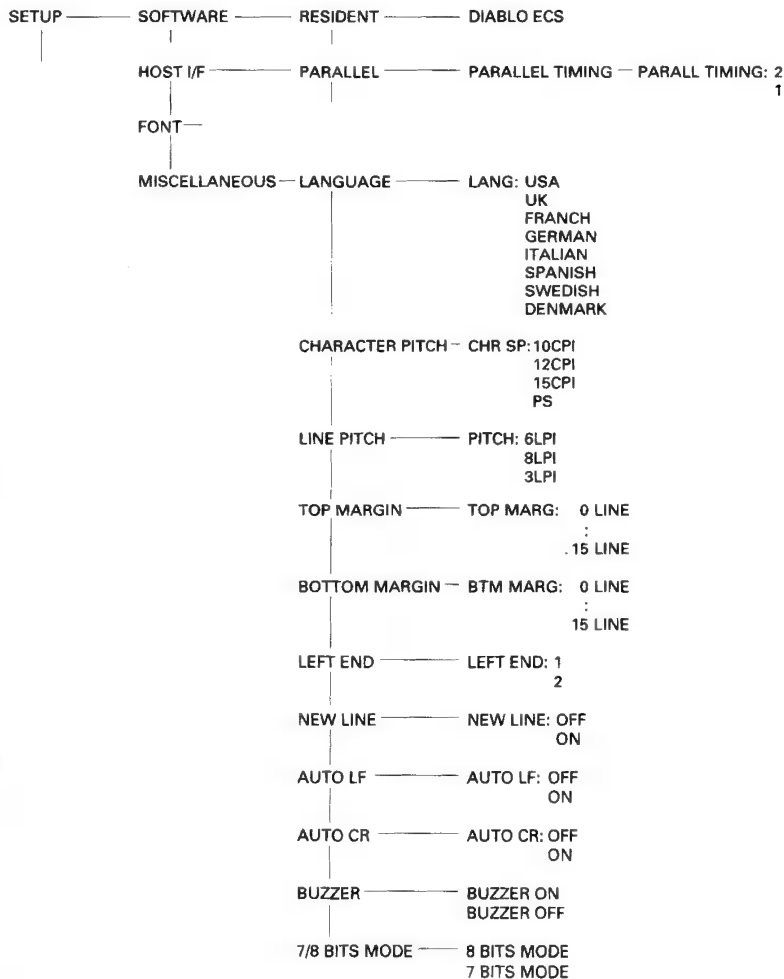 SETUP SOFTWARE RESIDENT DIABLO ECS
HOST I/F PARALLEL PARALLEL TIMING PARALL TIMING: 2
1
FONT
MISCELLANEOUS LANGUAGE LANG: USA
UK
FRANCH
GERMAN
ITALIAN
SPANISH
SWEDISH
DENMARK
CHARACTER PITCH CHR SP: 10CPI
12CPI
15CPI
PS
LINE PITCH PITCH: 6LPI
8LPI
3LPI
TOP MARGIN TOP MARG: 0 LINE
:
15 LINE
BOTTOM MARGIN BTM MARG: 0 LINE
:
15 LINE
LEFT END LEFT END: 1
2
NEW LINE NEW LINE: OFF
ON
AUTO LF AUTO LF: OFF
ON
AUTO CR AUTO CR: OFF
ON
BUZZER BUZZER ON
BUZZER OFF
7/8 BITS MODE 8 BITS MODE
7 BITS MODE